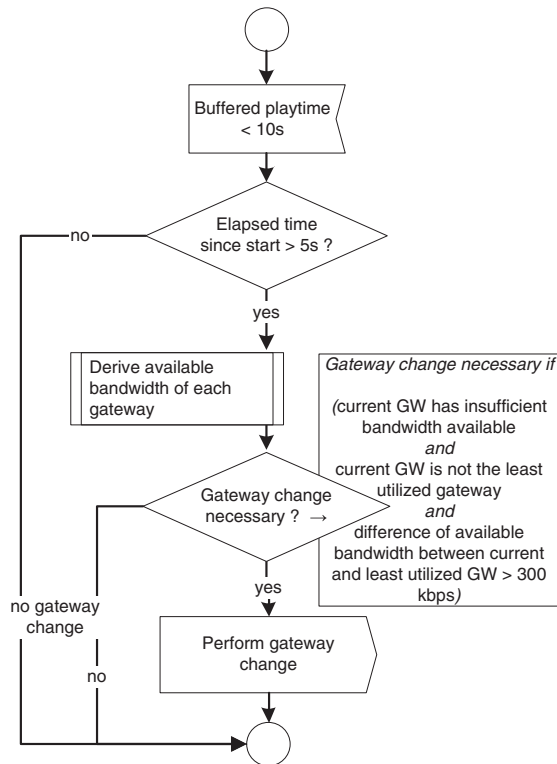 Buffered playtime
< 10s
Elapsed time
since start > 5s ?
no
yes
Derive available
bandwidth of each
gateway
Gateway change necessary if
(current GW has insufficient
bandwidth available
and
current GW is not the least
utilized gateway
and
difference of available
bandwidth between current
and least utilized GW > 300
kbps)
Gateway change
necessary ? →
yes
no gateway
change
no
Perform gateway
change